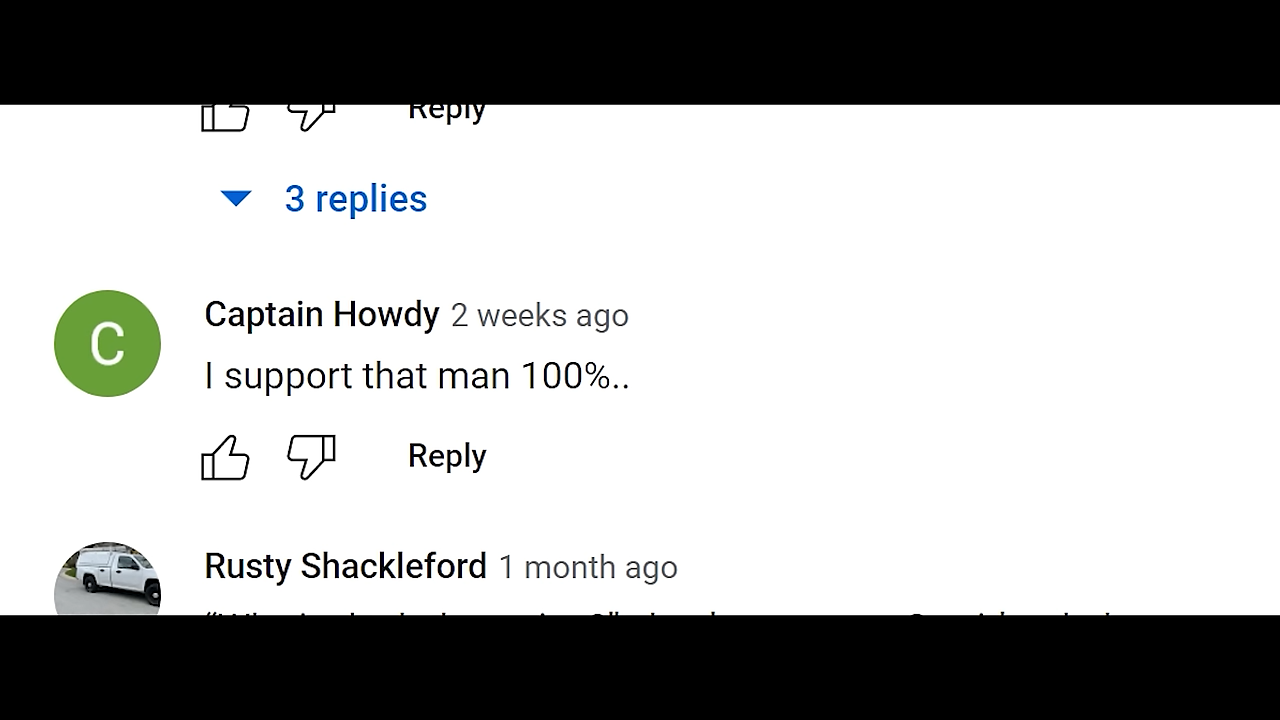 Reply
3 replies
C
Captain Howdy 2 weeks ago
I support that man 100%..
Reply
Rusty Shackleford 1 month ago